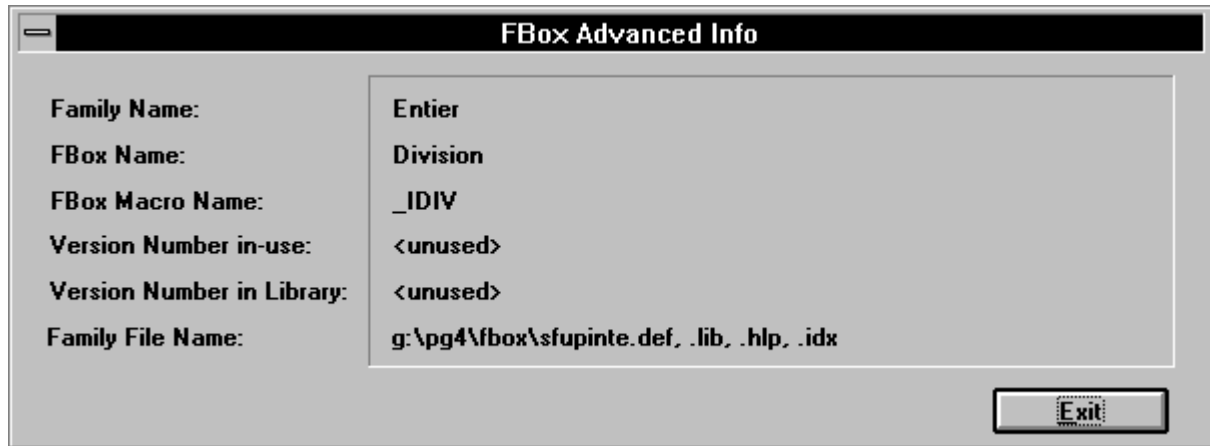 FBox Advanced Info
Family Name: Entier
FBox Name: Division
FBox Macro Name: _IDIV
Version Number in-use: <unused>
Version Number in Library: <unused>
Family File Name: g:\pg4\fbox\sfupinte.def, .lib, .hlp, .idx
Exit